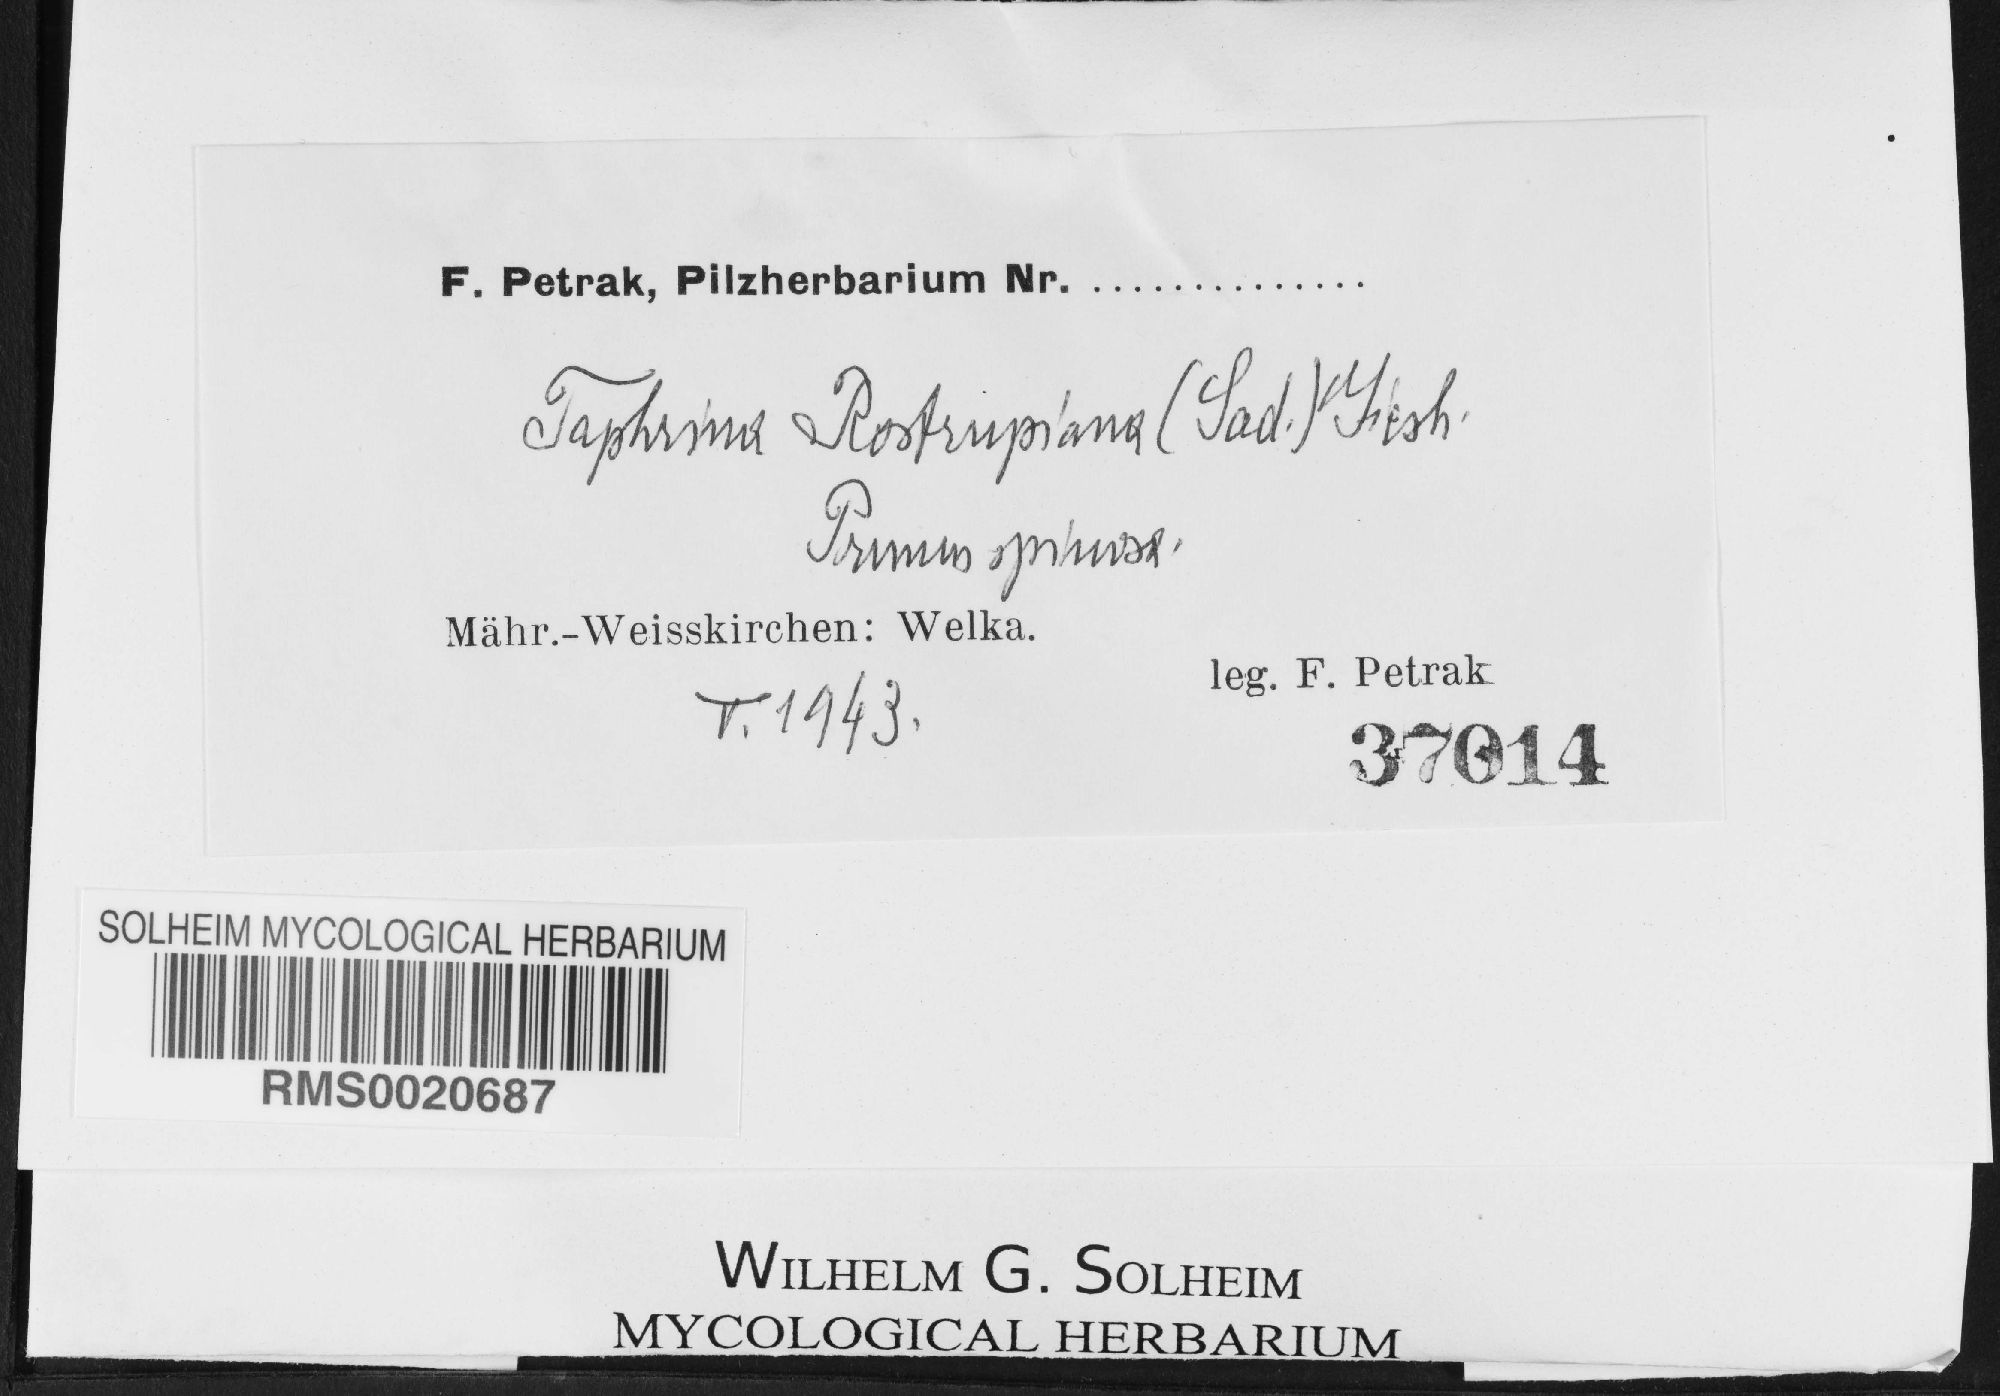 F. Petrak, Pilzherbarium Nr. ..............
Taphrina Rostrupiana (Sad.) Giesh.
Prunus spinosa.
Mähr.-Weisskirchen: Welka.
leg. F. Petrak
V. 1943.
37014
SOLHEIM MYCOLOGICAL HERBARIUM
RMS0020687
WILHELM G. SOLHEIM
MYCOLOGICAL HERBARIUM